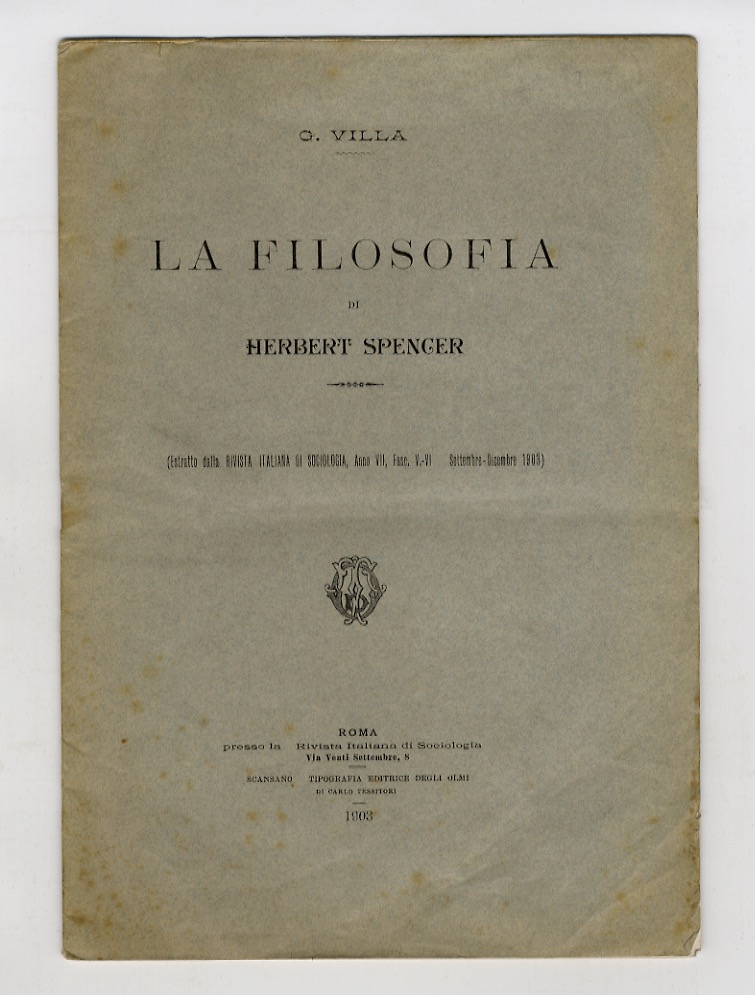 G. VILLA
LA FILOSOFIA
DI
HERBERT SPENCER
(Estratto dalla RIVISTA ITALIANA DI SOCIOLOGIA, Anno VII, Fasc. V.-VI Settembre-Dicembre 1903)
ROMA
presso la Rivista Italiana di Sociologia
Via Venti Settembre, 8
SCANSANO TIPOGRAFIA EDITRICE DEGLI OLMI
DI CARLO TESSITORI
1903